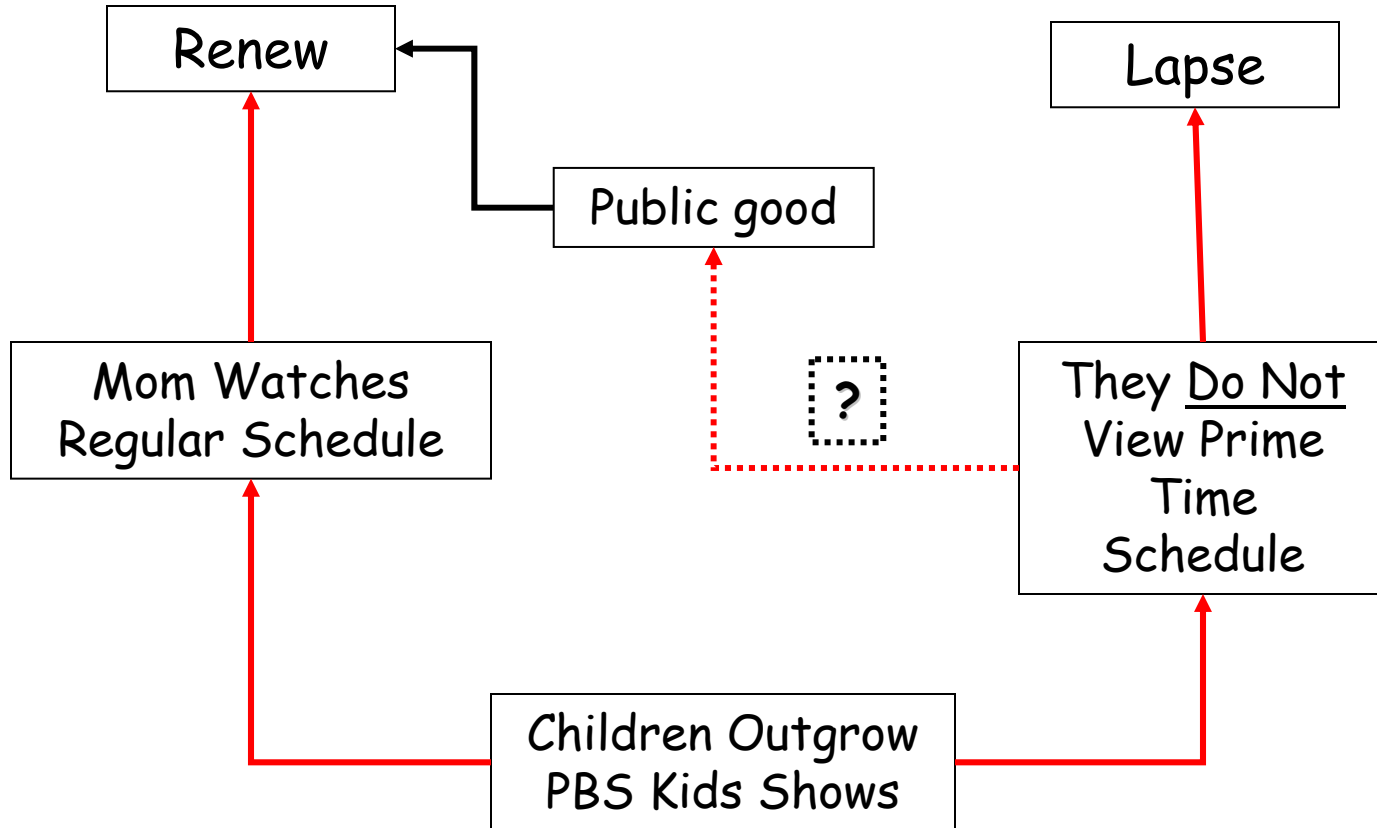 Renew
Lapse
Public good
Mom Watches
Regular Schedule
?
They Do Not
View Prime
Time
Schedule
Children Outgrow
PBS Kids Shows